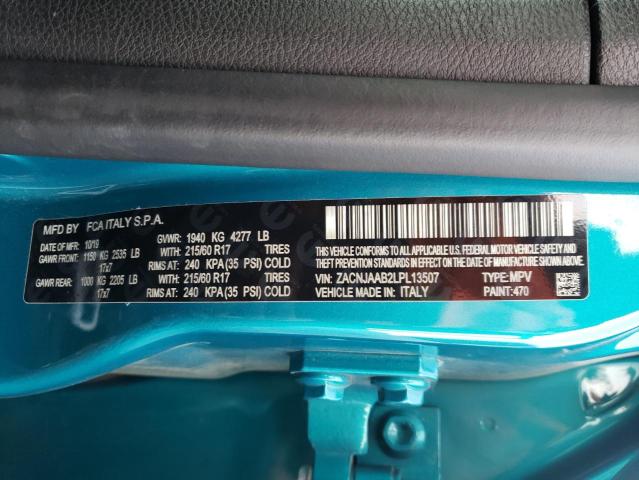 MFD BY FCA ITALY S.P.A.
DATE OF MFR 10/19 GVWR: 1940 KG 4277 LB
GAWR FRONT: 1150 KG 2535 LB 215/60 R17 TIRES
17x7 RIMS AT: 240 KPA (35 PSI) COLD
GAWR REAR: 1000 KG 2205 LB 215/60 R17 TIRES
17x7 RIMS AT: 240 KPA (35 PSI) COLD
THIS VEHICLE CONFORMS TO ALL APPLICABLE FEDERAL MOTOR VEHICLE SAFETY, BUMPER, AND THEFT
PREVENTION STANDARDS IN EFFECT ON THE DATE OF MANUFACTURE SHOWN ABOVE.
VIN: ZACNJAAB2LPL13507 TYPE: MPV
VEHICLE MADE IN: ITALY PAINT: 470